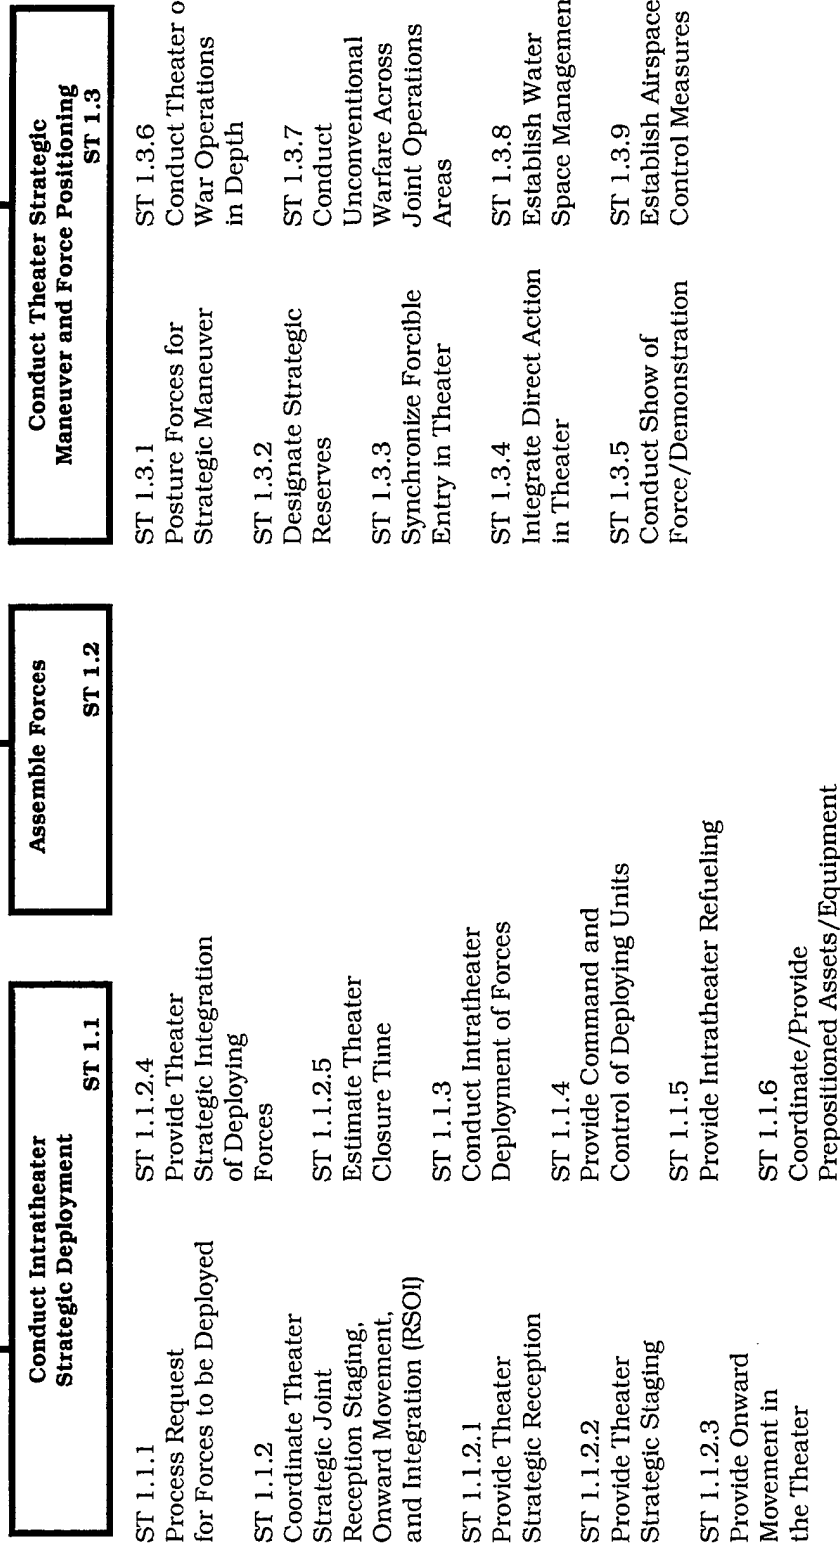 Conduct Intratheater
Strategic Deployment
ST 1.1
ST 1.1.1
Process Request
for Forces to be Deployed
ST 1.1.2
Coordinate Theater
Strategic Joint
Reception Staging,
Onward Movement,
and Integration (RSOI)
ST 1.1.2.1
Provide Theater
Strategic Reception
ST 1.1.2.2
Provide Theater
Strategic Staging
ST 1.1.2.3
Provide Onward
Movement in
the Theater
ST 1.1.2.4
Provide Theater
Strategic Integration
of Deploying
Forces
ST 1.1.2.5
Estimate Theater
Closure Time
ST 1.1.3
Conduct Intratheater
Deployment of Forces
ST 1.1.4
Provide Command and
Control of Deploying Units
ST 1.1.5
Provide Intratheater Refueling
ST 1.1.6
Coordinate/Provide
Prepositioned Assets/Equipment
Assemble Forces
ST 1.2
Conduct Theater Strategic
Maneuver and Force Positioning
ST 1.3
ST 1.3.1
Posture Forces for
Strategic Maneuver
ST 1.3.2
Designate Strategic
Reserves
ST 1.3.3
Synchronize Forcible
Entry in Theater
ST 1.3.4
Integrate Direct Action
in Theater
ST 1.3.5
Conduct Show of
Force/Demonstration
ST 1.3.6
Conduct Theater o
War Operations
in Depth
ST 1.3.7
Conduct
Unconventional
Warfare Across
Joint Operations
Areas
ST 1.3.8
Establish Water
Space Managemen
ST 1.3.9
Establish Airspace
Control Measures